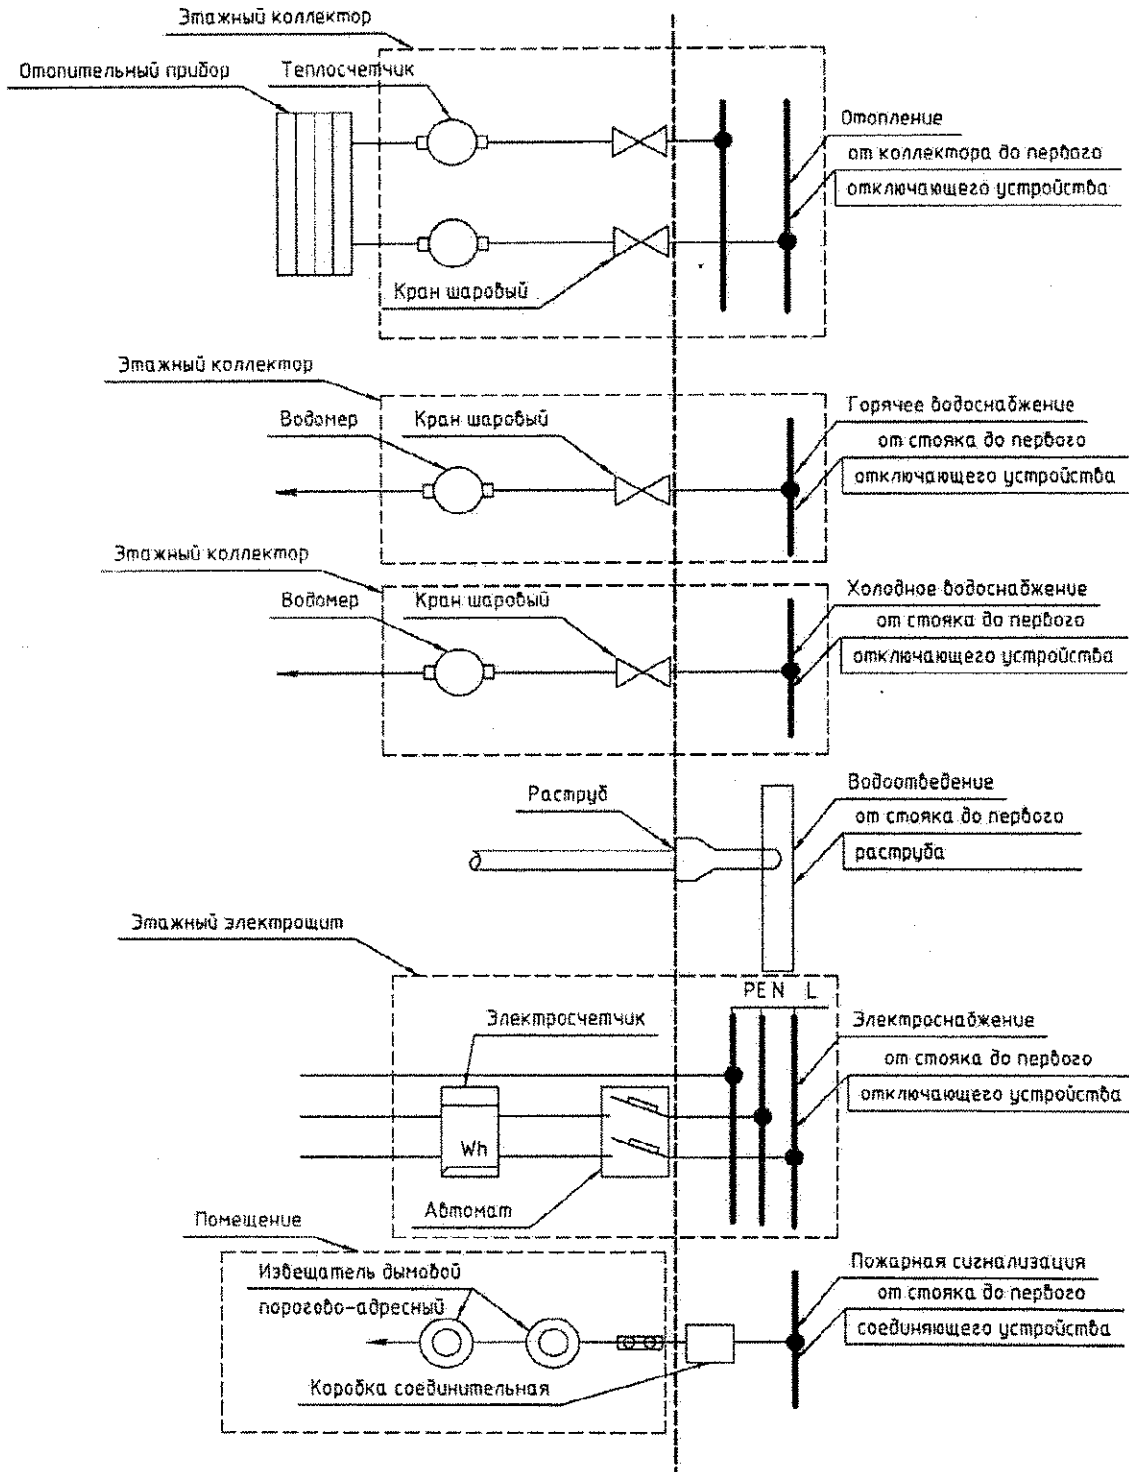 Этажный коллектор
Отопительный прибор
Теплосчетчик
Отопление
от коллектора до первого
отключающего устройства
Кран шаровый
Этажный коллектор
Водомер
Кран шаровый
Горячее водоснабжение
от стояка до первого
отключающего устройства
Этажный коллектор
Водомер
Кран шаровый
Холодное водоснабжение
от стояка до первого
отключающего устройства
Раструб
Водоотведение
от стояка до первого
раструба
Этажный электрощит
PE N L
Электросчетчик
Электроснабжение
от стояка до первого
отключающего устройства
Wh
Автомат
Помещение
Извещатель дымовой
порогово-адресный
Пожарная сигнализация
от стояка до первого
соединяющего устройства
Коробка соединительная